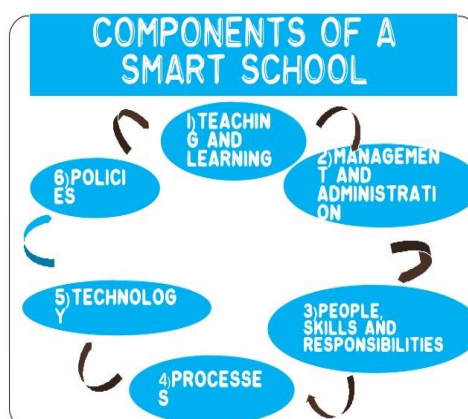 COMPONENTS OF A
SMART SCHOOL
1)TEACHIN
G AND
LEARNING
2)MANAGEMEN
T AND
ADMINISTRATI
ON
3)PEOPLE,
SKILLS AND
RESPONSIBILITIES
4)PROCESSE
S
5)TECHNOLOG
Y
6)POLICI
ES